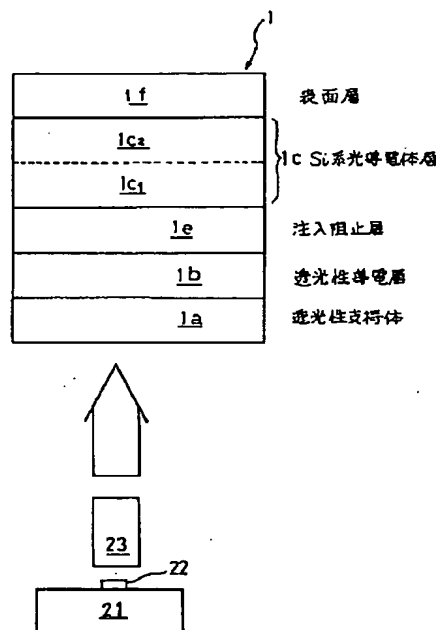 1
1f 表面層
1c₂
1c Si系光導電体層
1c₁
1e 注入阻止層
1b 透光性導電層
1a 透光性支持体
23
22
21